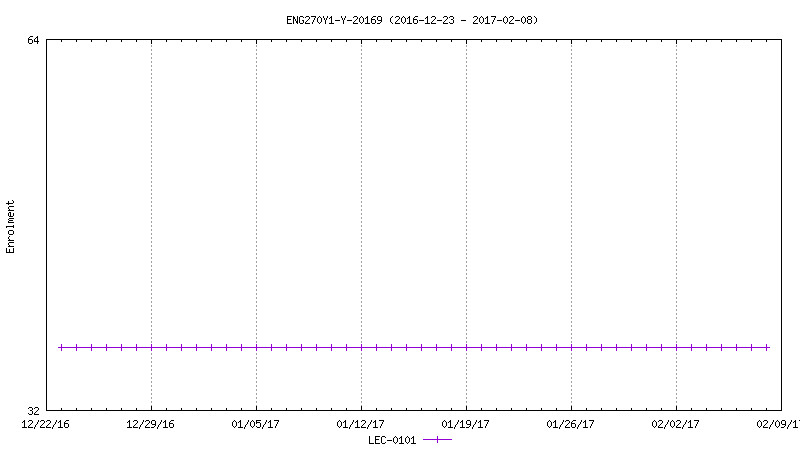 ENG270Y1-Y-20169 (2016-12-23 - 2017-02-08)
64
Enrolment
32
12/22/16 12/29/16 01/05/17 01/12/17 01/19/17 01/26/17 02/02/17 02/09/1
LEC-0101